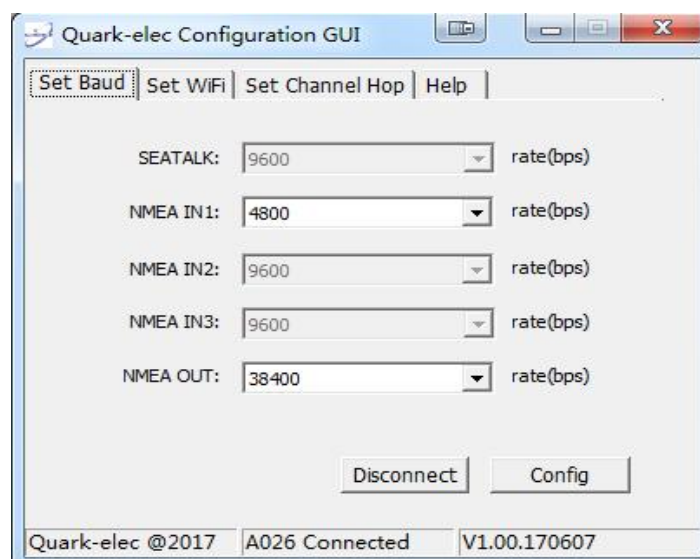 Quark-elec Configuration GUI
Set Baud Set WiFi Set Channel Hop Help
SEATALK: 9600 rate(bps)
NMEA IN1: 4800 rate(bps)
NMEA IN2: 9600 rate(bps)
NMEA IN3: 9600 rate(bps)
NMEA OUT: 38400 rate(bps)
Disconnect Config
Quark-elec @2017 A026 Connected V1.00.170607